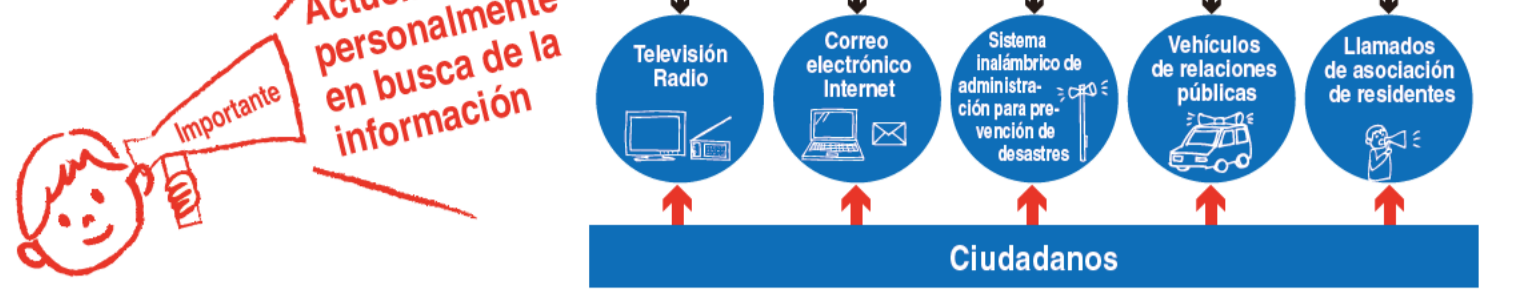 personalmente
en busca de la
información
Importante
Televisión
Radio
Correo
electrónico
Internet
Sistema
inalámbrico de
administra-
ción para pre-
vención de
desastres
Vehículos
de relaciones
públicas
Llamados
de asociación
de residentes
Ciudadanos